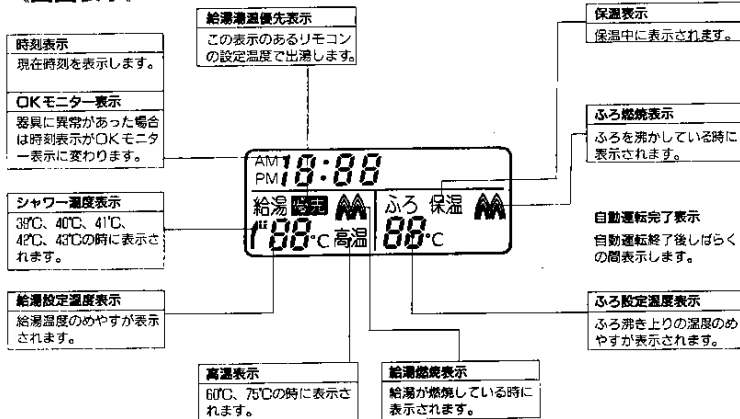 給湯湯温優先表示
この表示のあるリモコン
の設定温度で出湯します。
保温表示
保温中に表示されます。
時刻表示
現在時刻を表示します。
OKモニター表示
器具に異常があった場合
は時刻表示がOKモニタ
ー表示に変わります。
ふろ燃焼表示
ふろを沸かしている時に
表示されます。
AM
PM 18:88
給湯 優先 ふろ 保温
88℃ 高温 88℃
シャワー温度表示
39℃、40℃、41℃、
42℃、43℃の時に表示さ
れます。
自動運転完了表示
自動運転終了後しばらく
の間表示します。
給湯設定温度表示
給湯温度のめやすが表示
されます。
ふろ設定温度表示
ふろ沸き上りの温度のめ
やすが表示されます。
高温表示
60℃、75℃の時に表示さ
れます。
給湯燃焼表示
給湯が燃焼している時に
表示されます。